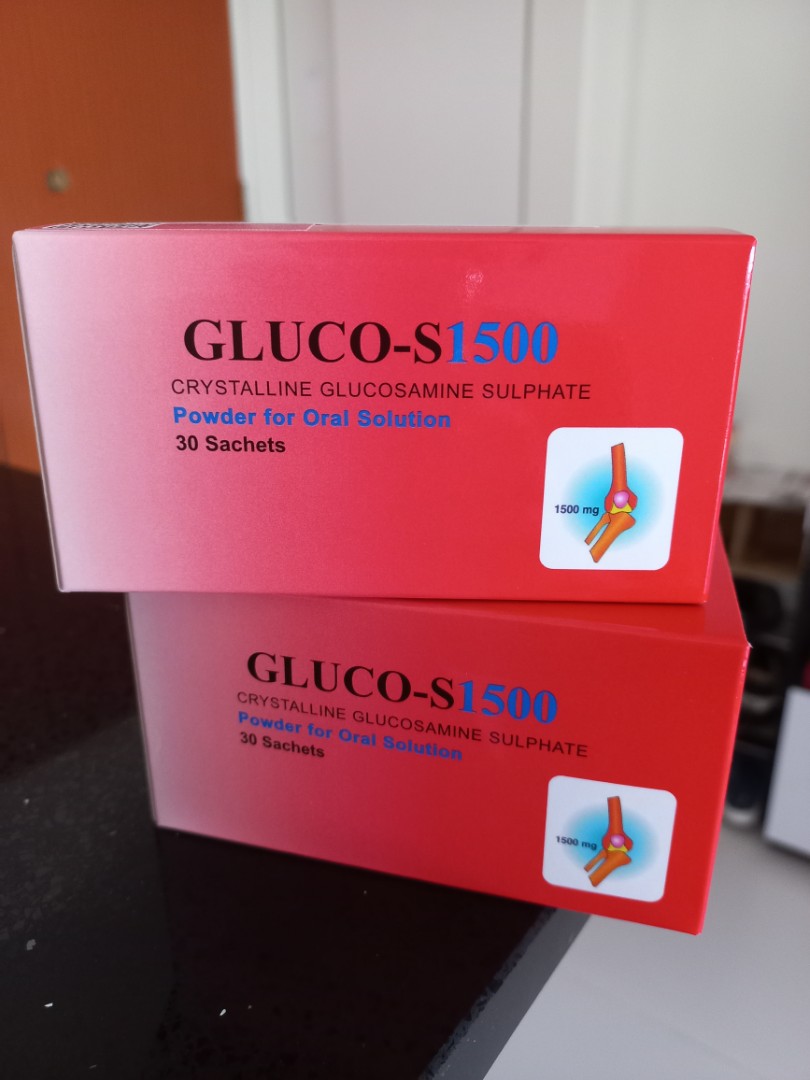 GLUCO-S1500
CRYSTALLINE GLUCOSAMINE SULPHATE
Powder for Oral Solution
30 Sachets
1500 mg
GLUCO-S1500
CRYSTALLINE GLUCOSAMINE SULPHATE
Powder for Oral Solution
30 Sachets
1500 mg